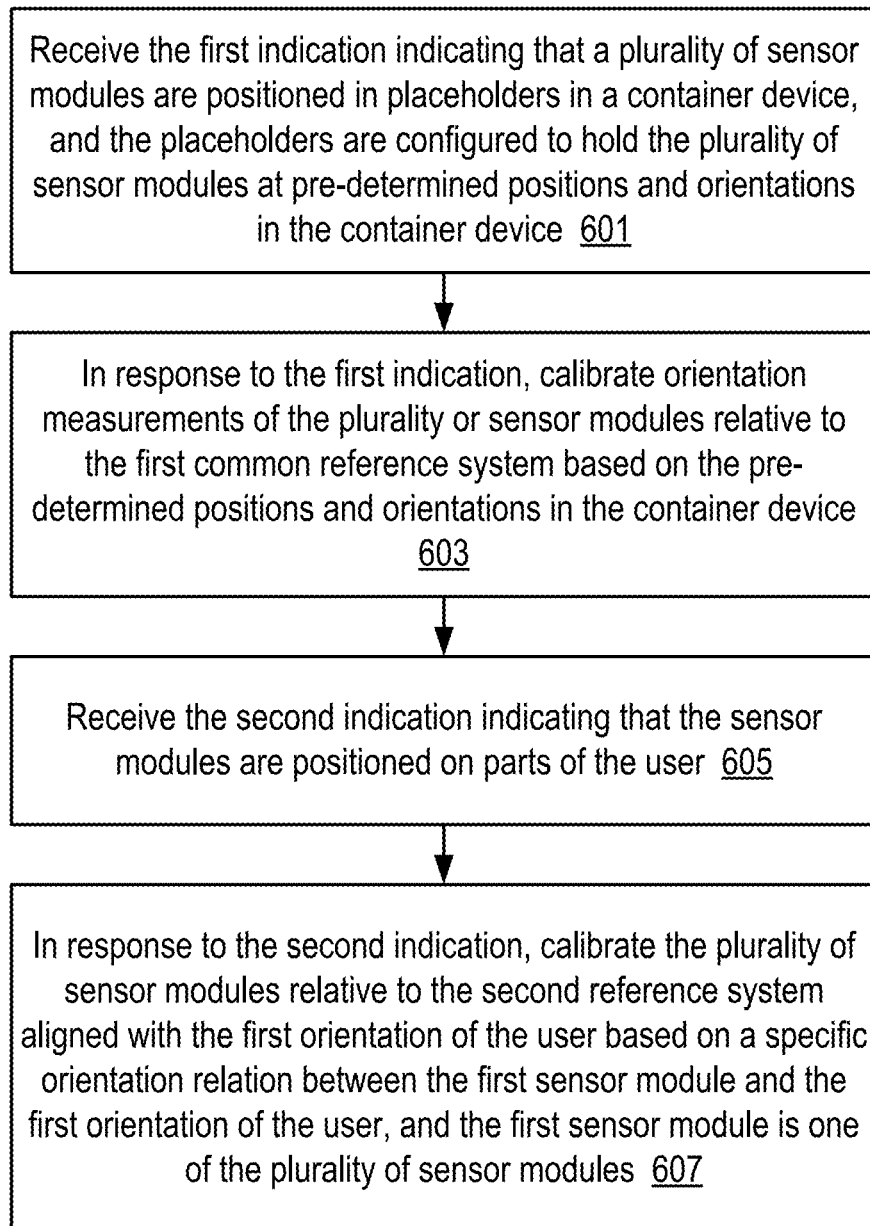 Receive the first indication indicating that a plurality of sensor
modules are positioned in placeholders in a container device,
and the placeholders are configured to hold the plurality of
sensor modules at pre-determined positions and orientations
in the container device 601
In response to the first indication, calibrate orientation
measurements of the plurality or sensor modules relative to
the first common reference system based on the pre-
determined positions and orientations in the container device
603
Receive the second indication indicating that the sensor
modules are positioned on parts of the user 605
In response to the second indication, calibrate the plurality of
sensor modules relative to the second reference system
aligned with the first orientation of the user based on a specific
orientation relation between the first sensor module and the
first orientation of the user, and the first sensor module is one
of the plurality of sensor modules 607